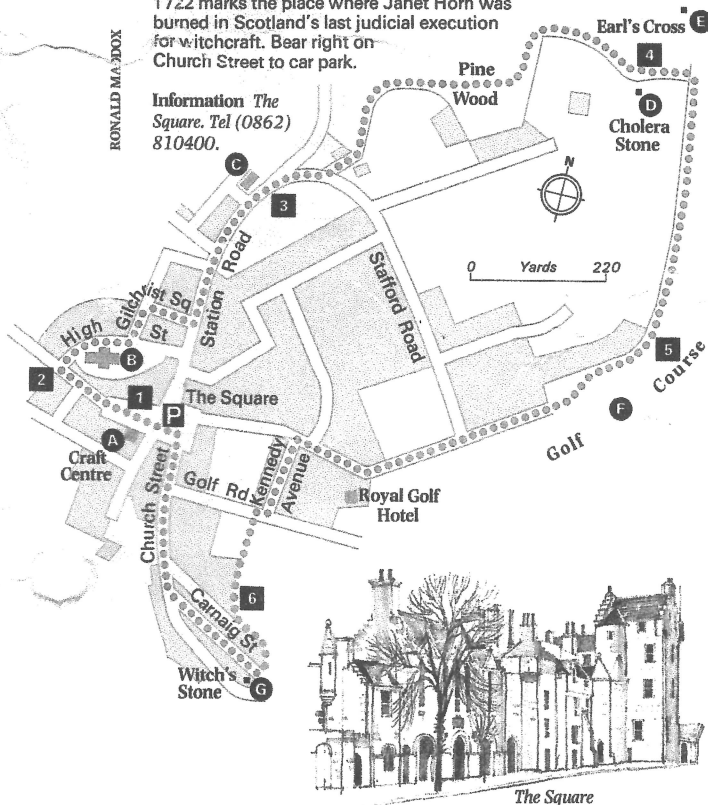 1722 marks the place where Janet Horn was
burned in Scotland's last judicial execution
for witchcraft. Bear right on
Church Street to car park.
Information The
Square. Tel (0862)
810400.
RONALD MADDOX
Earl's Cross
E
4
Pine
Wood
D
Cholera
Stone
C
N
3
0 Yards 220
Station Road
Stafford Road
Gilchrist Sq
High St
B
2
1
The Square
P
5
Course
F
Golf
A
Craft
Centre
Church Street
Golf Rd
Kennedy
Avenue
Royal Golf
Hotel
6
Carnaig St
Witch's
Stone
G
The Square